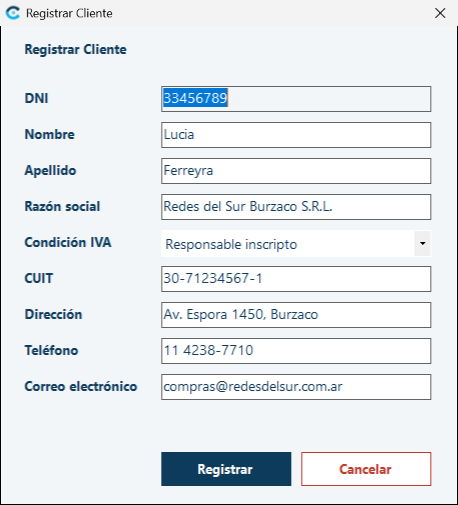 Registrar Cliente
Registrar Cliente
DNI 33456789
Nombre Lucia
Apellido Ferreyra
Razón social Redes del Sur Burzaco S.R.L.
Condición IVA Responsable inscripto
CUIT 30-71234567-1
Dirección Av. Espora 1450, Burzaco
Teléfono 11 4238-7710
Correo electrónico compras@redesdelsur.com.ar
Registrar Cancelar